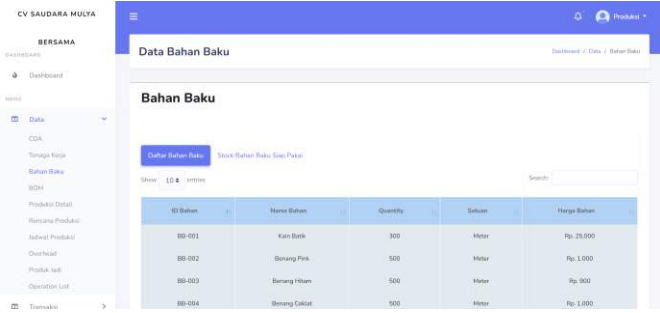 CV SAUDARA MULYA
BERSAMA
DASHBOARD
Dashboard
MENU
Data
COA
Tenaga Kerja
Bahan Baku
BOM
Produksi Detail
Rencana Produksi
Jadwal Produksi
Overhead
Produk Jadi
Operation List
Transaksi
Produksi
Data Bahan Baku
Dashboard / Data / Bahan Baku
Bahan Baku
Daftar Bahan Baku Stock Bahan Baku Siap Pakai
Show 10 entries Search:
ID Bahan Nama Bahan Quantity Satuan Harga Bahan
BB-001 Kain Batik 300 Meter Rp. 25,000
BB-002 Benang Pink 500 Meter Rp. 1,000
BB-003 Benang Hitam 500 Meter Rp. 900
BB-004 Benang Coklat 500 Meter Rp. 1,000